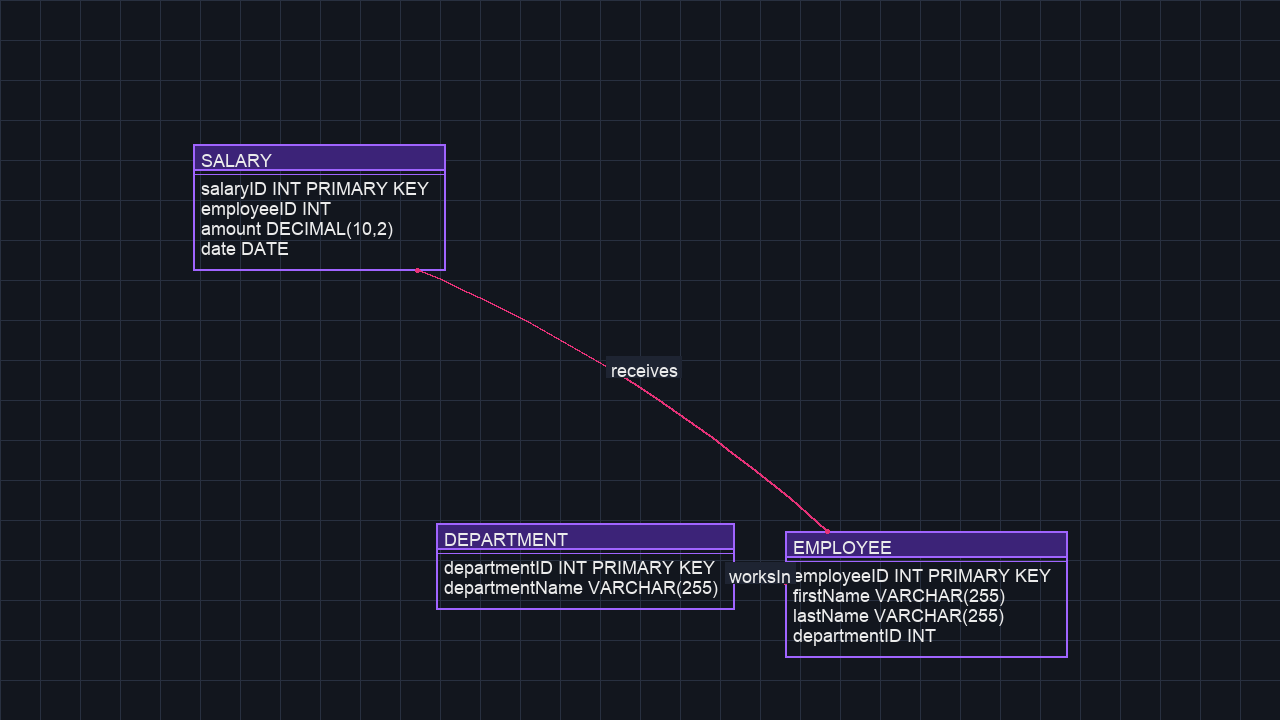 SALARY
salaryID INT PRIMARY KEY
employeeID INT
amount DECIMAL(10,2)
date DATE
receives
DEPARTMENT
departmentID INT PRIMARY KEY
departmentName VARCHAR(255)
worksIn
EMPLOYEE
employeeID INT PRIMARY KEY
firstName VARCHAR(255)
lastName VARCHAR(255)
departmentID INT